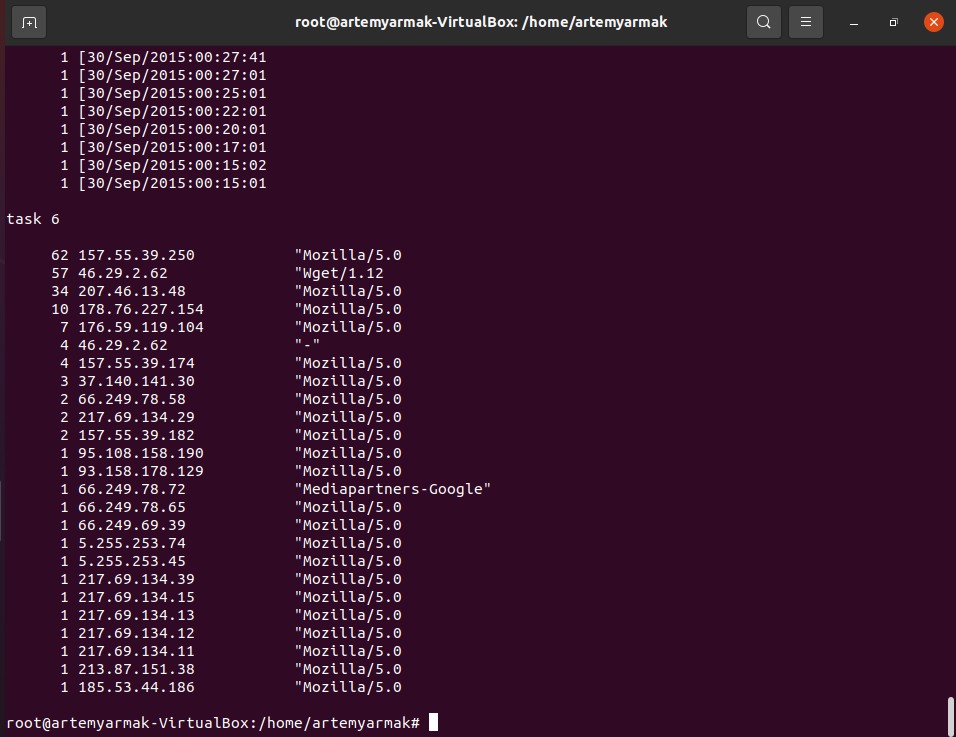 root@artemyarmak-VirtualBox: /home/artemyarmak
1 [30/Sep/2015:00:27:41
1 [30/Sep/2015:00:27:01
1 [30/Sep/2015:00:25:01
1 [30/Sep/2015:00:22:01
1 [30/Sep/2015:00:20:01
1 [30/Sep/2015:00:17:01
1 [30/Sep/2015:00:15:02
1 [30/Sep/2015:00:15:01
task 6
62 157.55.39.250 "Mozilla/5.0
57 46.29.2.62 "Wget/1.12
34 207.46.13.48 "Mozilla/5.0
10 178.76.227.154 "Mozilla/5.0
7 176.59.119.104 "Mozilla/5.0
4 46.29.2.62 "-"
4 157.55.39.174 "Mozilla/5.0
3 37.140.141.30 "Mozilla/5.0
2 66.249.78.58 "Mozilla/5.0
2 217.69.134.29 "Mozilla/5.0
2 157.55.39.182 "Mozilla/5.0
1 95.108.158.190 "Mozilla/5.0
1 93.158.178.129 "Mozilla/5.0
1 66.249.78.72 "Mediapartners-Google"
1 66.249.78.65 "Mozilla/5.0
1 66.249.69.39 "Mozilla/5.0
1 5.255.253.74 "Mozilla/5.0
1 5.255.253.45 "Mozilla/5.0
1 217.69.134.39 "Mozilla/5.0
1 217.69.134.15 "Mozilla/5.0
1 217.69.134.13 "Mozilla/5.0
1 217.69.134.12 "Mozilla/5.0
1 217.69.134.11 "Mozilla/5.0
1 213.87.151.38 "Mozilla/5.0
1 185.53.44.186 "Mozilla/5.0
root@artemyarmak-VirtualBox:/home/artemyarmak#